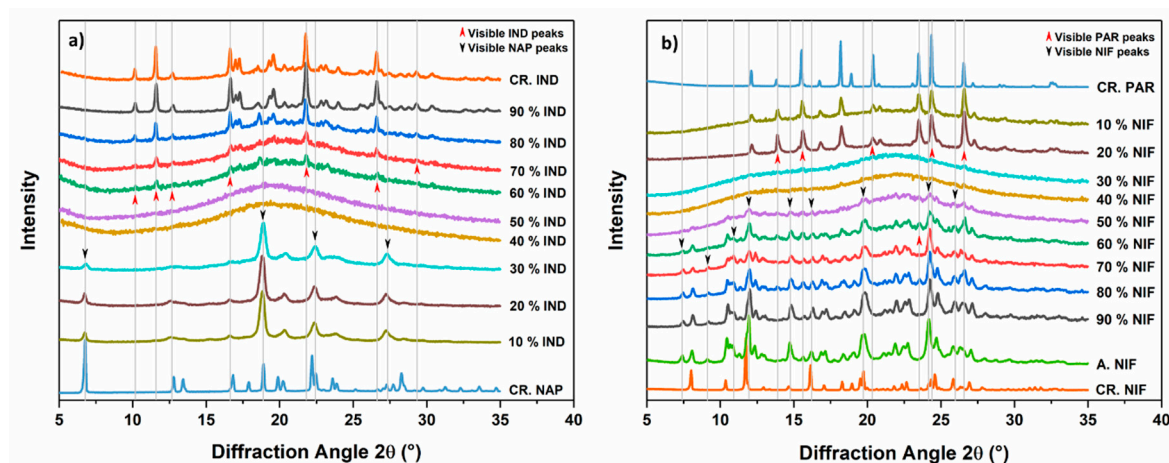 a)
Visible IND peaks
Visible NAP peaks
CR. IND
90 % IND
80 % IND
70 % IND
60 % IND
50 % IND
40 % IND
30 % IND
20 % IND
10 % IND
CR. NAP
Intensity
5 10 15 20 25 30 35 40
Diffraction Angle 2θ (°)
b)
Visible PAR peaks
Visible NIF peaks
CR. PAR
10 % NIF
20 % NIF
30 % NIF
40 % NIF
50 % NIF
60 % NIF
70 % NIF
80 % NIF
90 % NIF
A. NIF
CR. NIF
Intensity
5 10 15 20 25 30 35 40
Diffraction Angle 2θ (°)